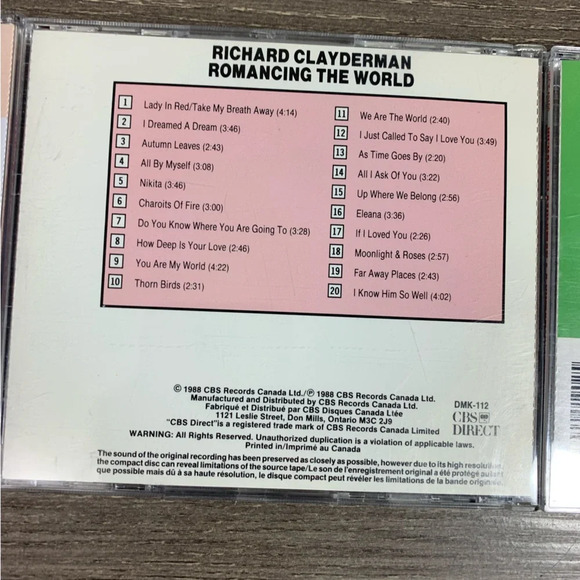 RICHARD CLAYDERMAN
ROMANCING THE WORLD
1 Lady In Red/Take My Breath Away (4:14)
2 I Dreamed A Dream (3:46)
3 Autumn Leaves (2:43)
4 All By Myself (3:08)
5 Nikita (3:46)
6 Charoits Of Fire (3:00)
7 Do You Know Where You Are Going To (3:28)
8 How Deep Is Your Love (2:46)
9 You Are My World (4:22)
10 Thorn Birds (2:31)
11 We Are The World (2:40)
12 I Just Called To Say I Love You (3:49)
13 As Time Goes By (2:20)
14 All I Ask Of You (3:22)
15 Up Where We Belong (2:56)
16 Eleana (3:36)
17 If I Loved You (2:26)
18 Moonlight & Roses (2:57)
19 Far Away Places (2:43)
20 I Know Him So Well (4:02)
© 1988 CBS Records Canada Ltd./℗ 1988 CBS Records Canada Ltd.
Manufactured and Distributed by CBS Records Canada Ltd.
Fabriqué et Distribué par CBS Disques Canada Ltée
1121 Leslie Street, Don Mills, Ontario M3C 2J9
"CBS Direct" is a registered trade mark of CBS Records Canada Limited
DMK-112
CBS
DIRECT
WARNING: All Rights Reserved. Unauthorized duplication is a violation of applicable laws.
Printed in/Imprimé au Canada
The sound of the original recording has been preserved as closely as possible, however due to its high resolution,
the compact disc can reveal limitations of the source tape/Le son de l'enregistrement original a été protégé autant
que possible mais dû à sa haute résolution, le disque compact peut révéler les limitations de la bande originale.